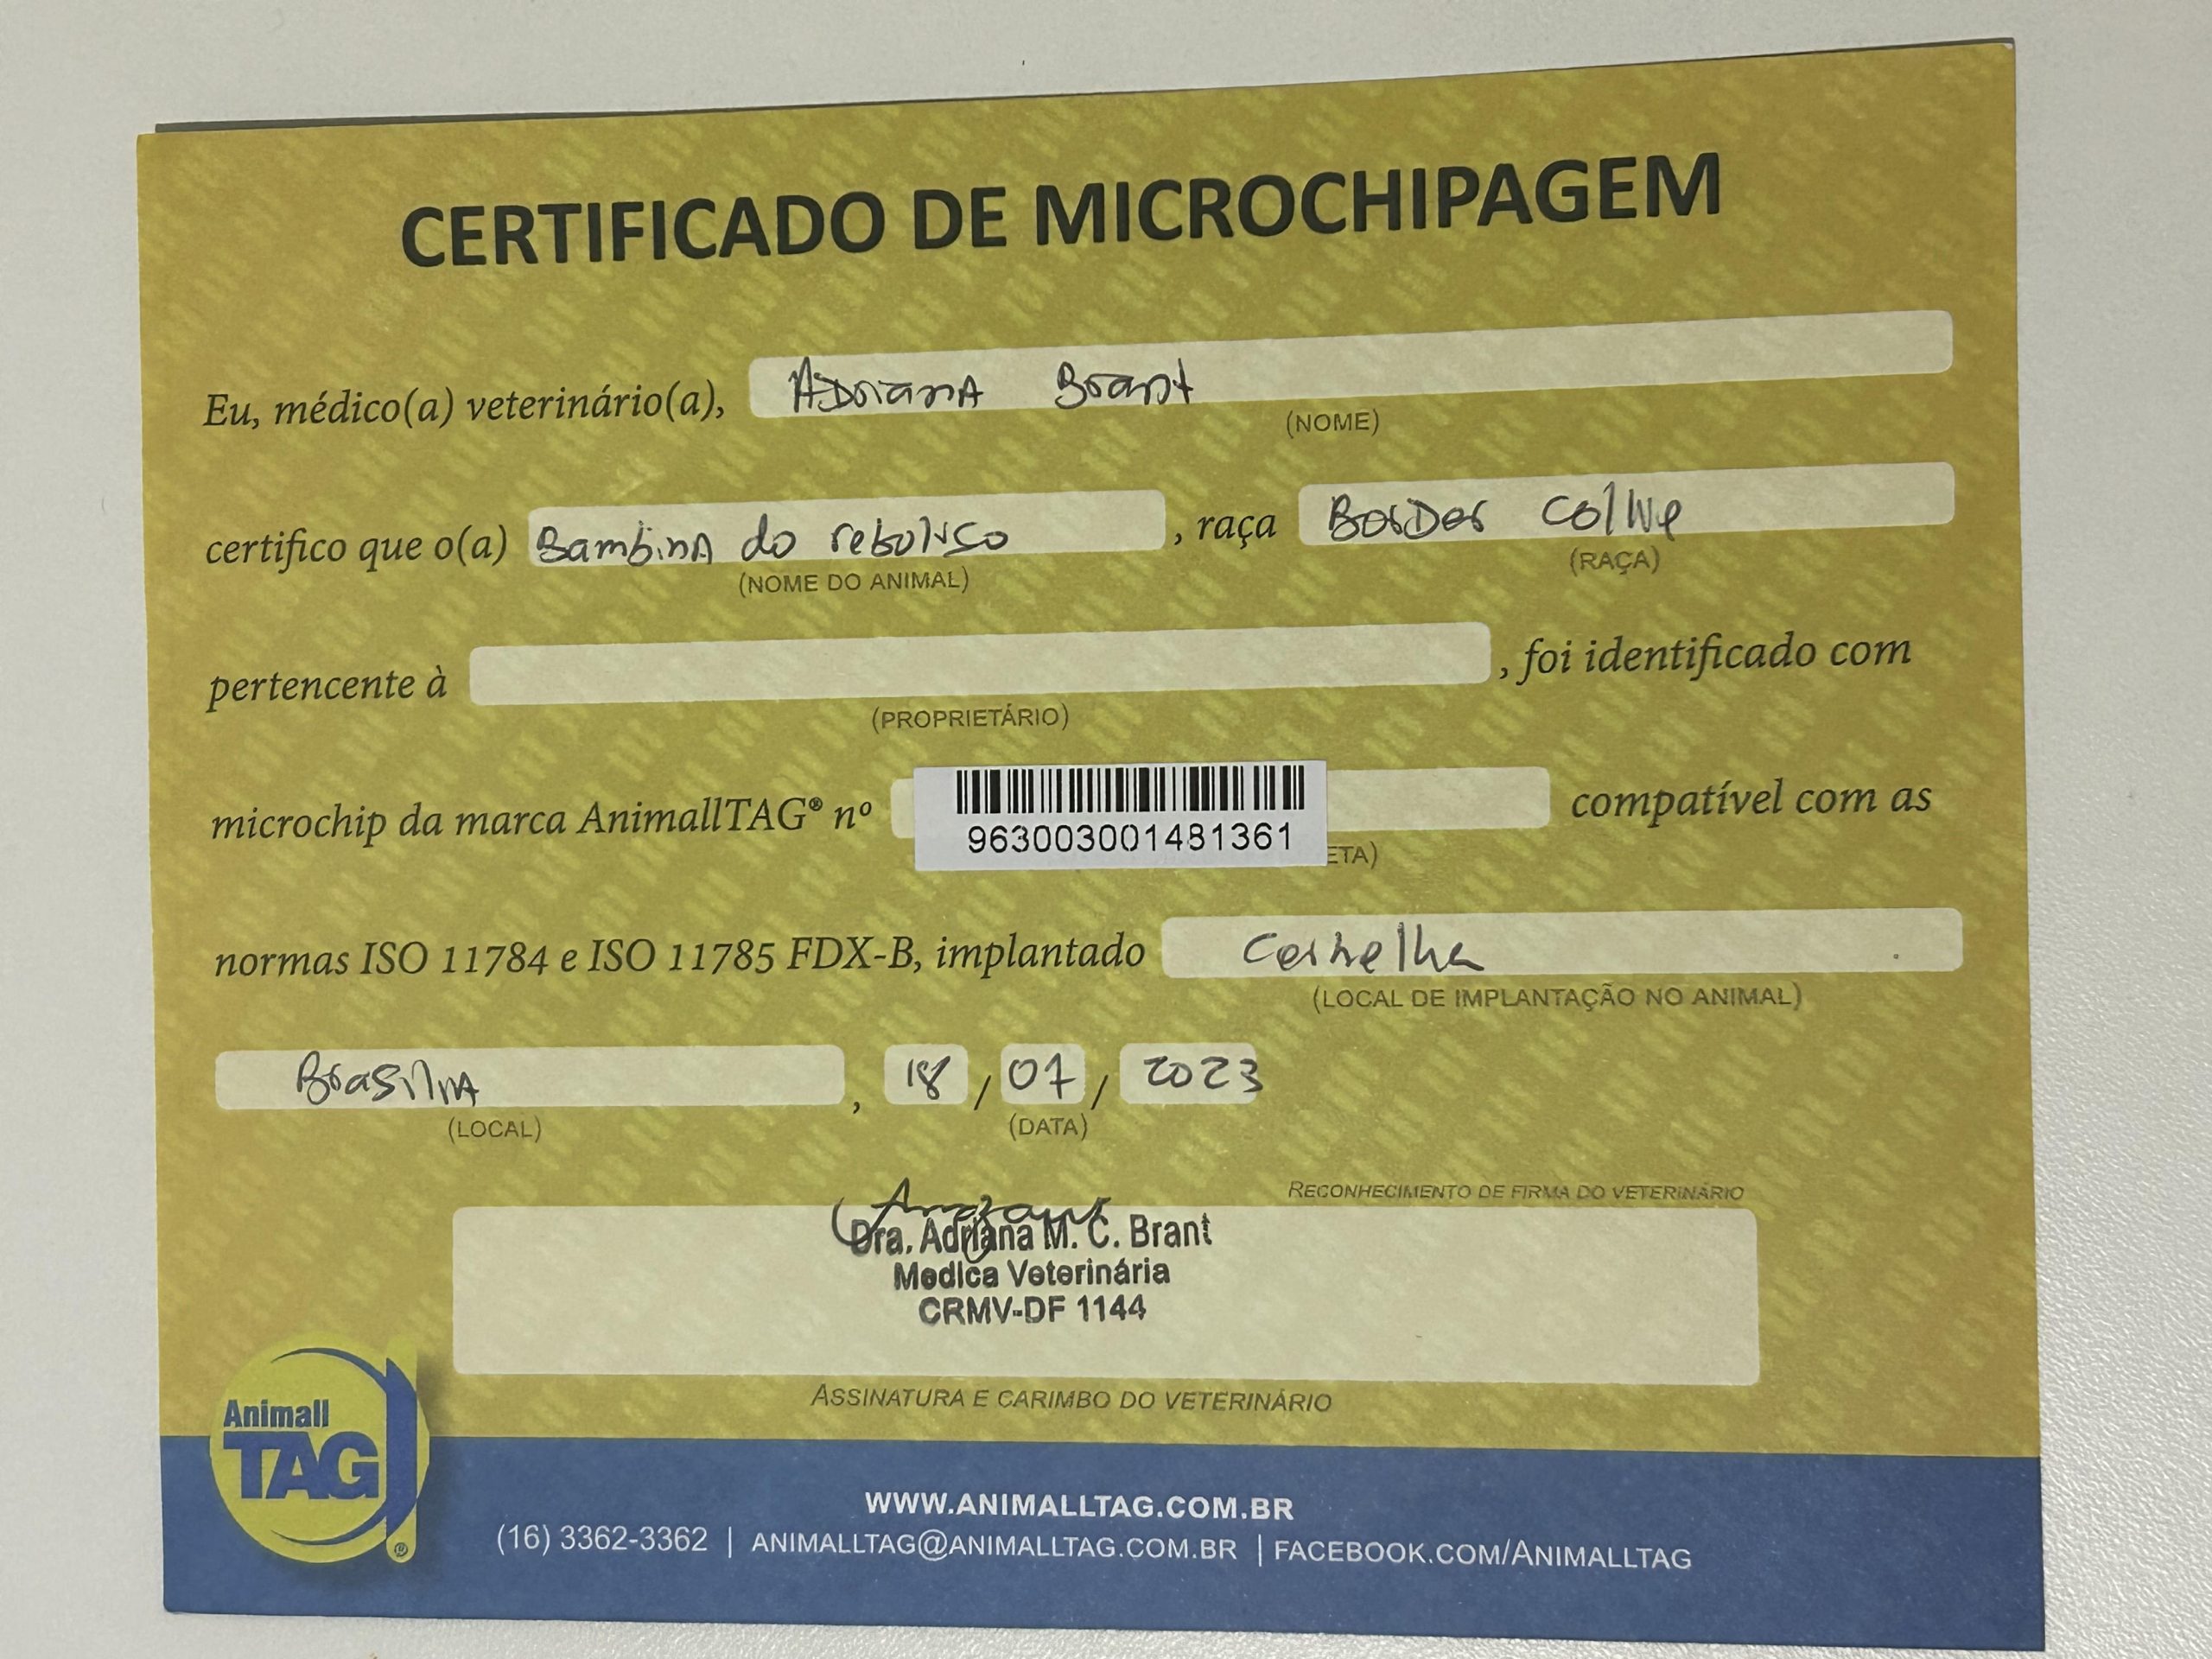 CERTIFICADO DE MICROCHIPAGEM
Eu, médico(a) veterinário(a), Adriana Brant
(NOME)
certifico que o(a) Bambina do reboliço, raça Border Collie
(NOME DO ANIMAL) (RAÇA)
pertencente à , foi identificado com
(PROPRIETÁRIO)
microchip da marca AnimallTAG® nº 963003001481361 compatível com as
ETA)
normas ISO 11784 e ISO 11785 FDX-B, implantado Cernelha
(LOCAL DE IMPLANTAÇÃO NO ANIMAL)
Brasília, 18 / 07 / 2023
(LOCAL) (DATA)
RECONHECIMENTO DE FIRMA DO VETERINÁRIO
Dra. Adriana M. C. Brant
Medica Veterinária
CRMV-DF 1144
ASSINATURA E CARIMBO DO VETERINÁRIO
Animall
TAG
®
WWW.ANIMALLTAG.COM.BR
(16) 3362-3362 | ANIMALLTAG@ANIMALLTAG.COM.BR | FACEBOOK.COM/ANIMALLTAG